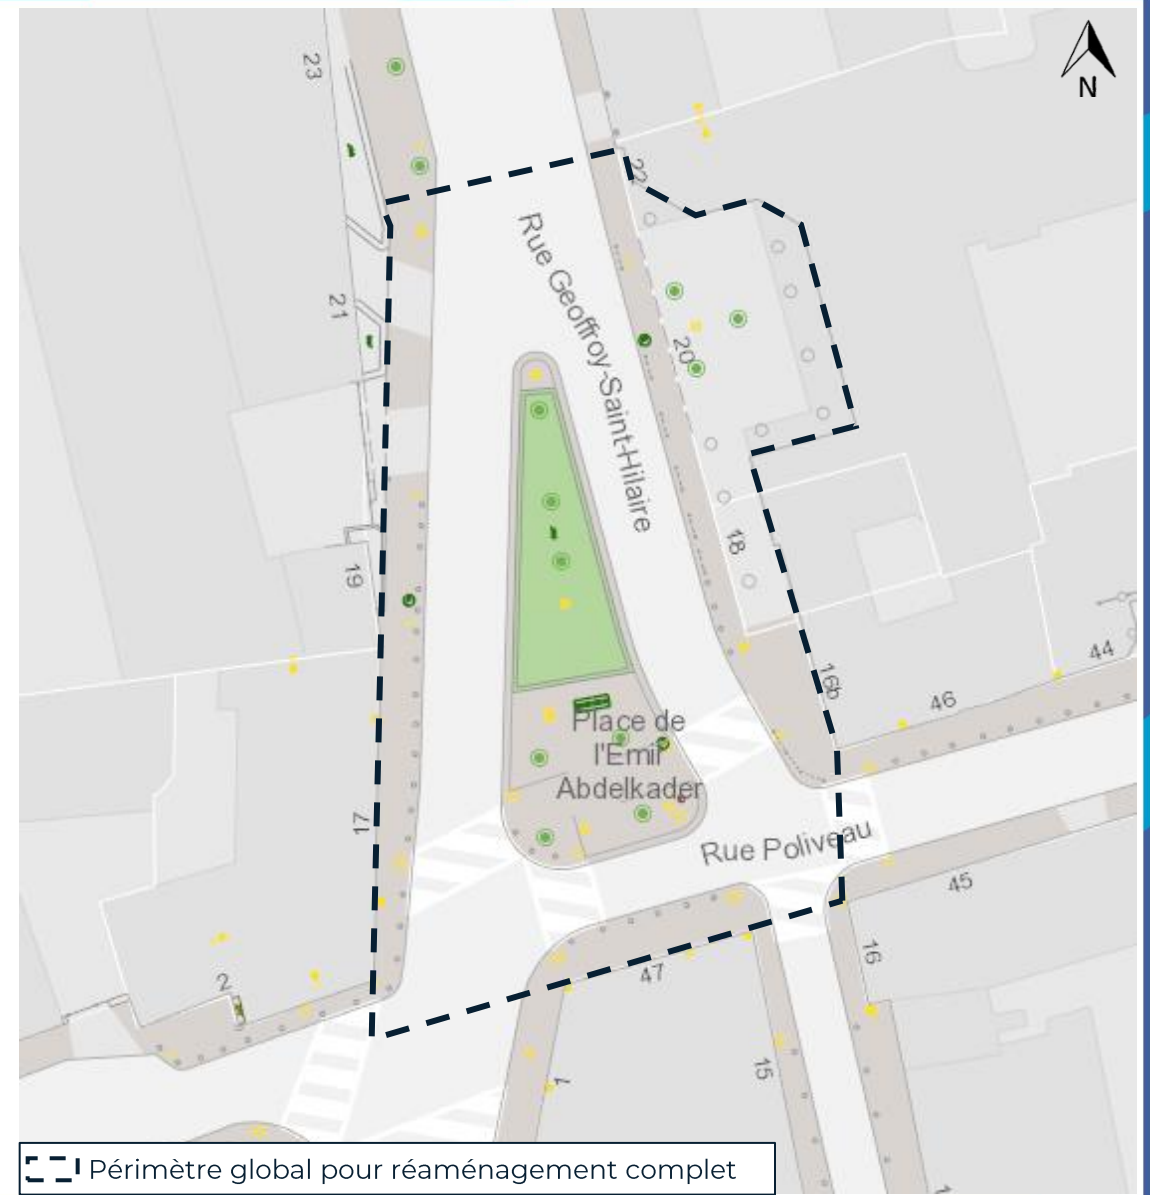 N
23
22
Rue Geoffroy-Saint-Hilaire
21
20
18
19
16b
44
46
Place de
l'Emir
Abdelkader
17
Rue Poliveau
45
16
47
2
15
Périmètre global pour réaménagement complet